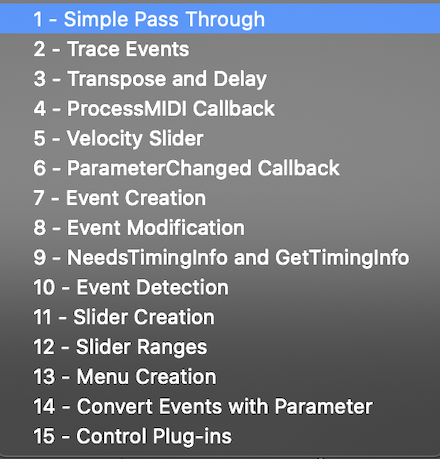 1 - Simple Pass Through
2 - Trace Events
3 - Transpose and Delay
4 - ProcessMIDI Callback
5 - Velocity Slider
6 - ParameterChanged Callback
7 - Event Creation
8 - Event Modification
9 - NeedsTimingInfo and GetTimingInfo
10 - Event Detection
11 - Slider Creation
12 - Slider Ranges
13 - Menu Creation
14 - Convert Events with Parameter
15 - Control Plug-ins